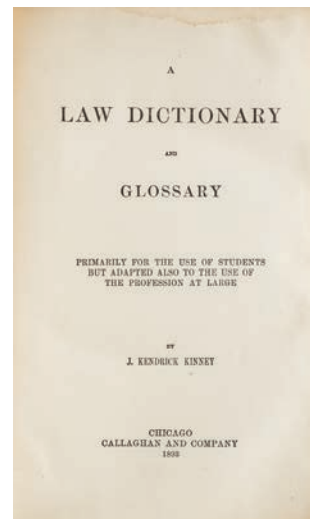 A
LAW DICTIONARY
AND
GLOSSARY
PRIMARILY FOR THE USE OF STUDENTS
BUT ADAPTED ALSO TO THE USE OF
THE PROFESSION AT LARGE
BY
J. KENDRICK KINNEY
CHICAGO
CALLAGHAN AND COMPANY
1893